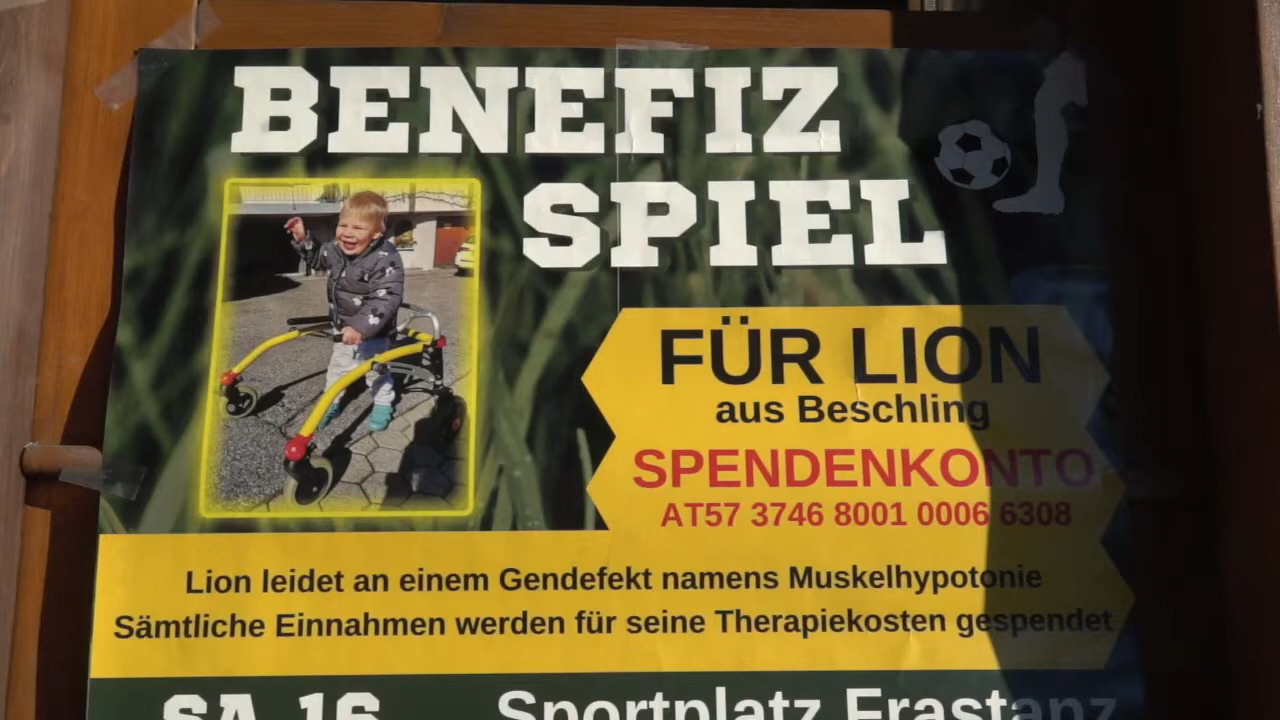 BENEFIZ
SPIEL
FÜR LION
aus Beschling
SPENDENKONTO
AT57 3746 8001 0006 6308
Lion leidet an einem Gendefekt namens Muskelhypotonie
Sämtliche Einnahmen werden für seine Therapiekosten gespendet
SA 16
Sportplatz Frastanz